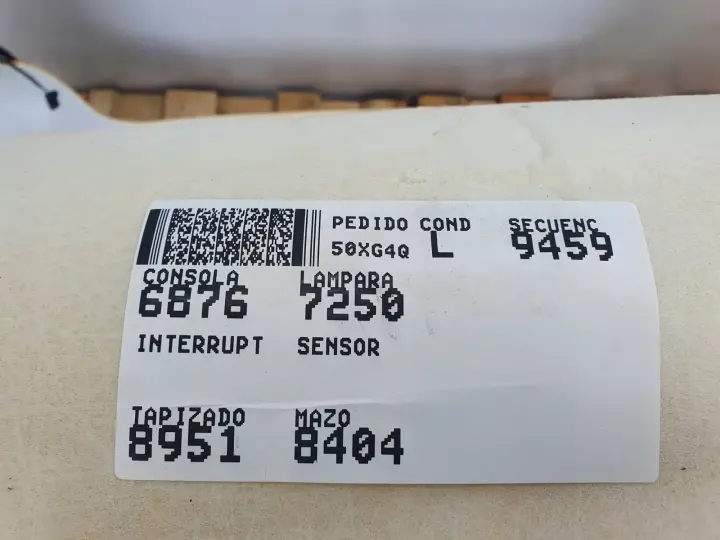 PEDIDO COND SECUENC
50XG4Q L 9459
CONSOLA LAMPARA
6876 7250
INTERRUPT SENSOR
TAPIZADO MAZO
8951 8404